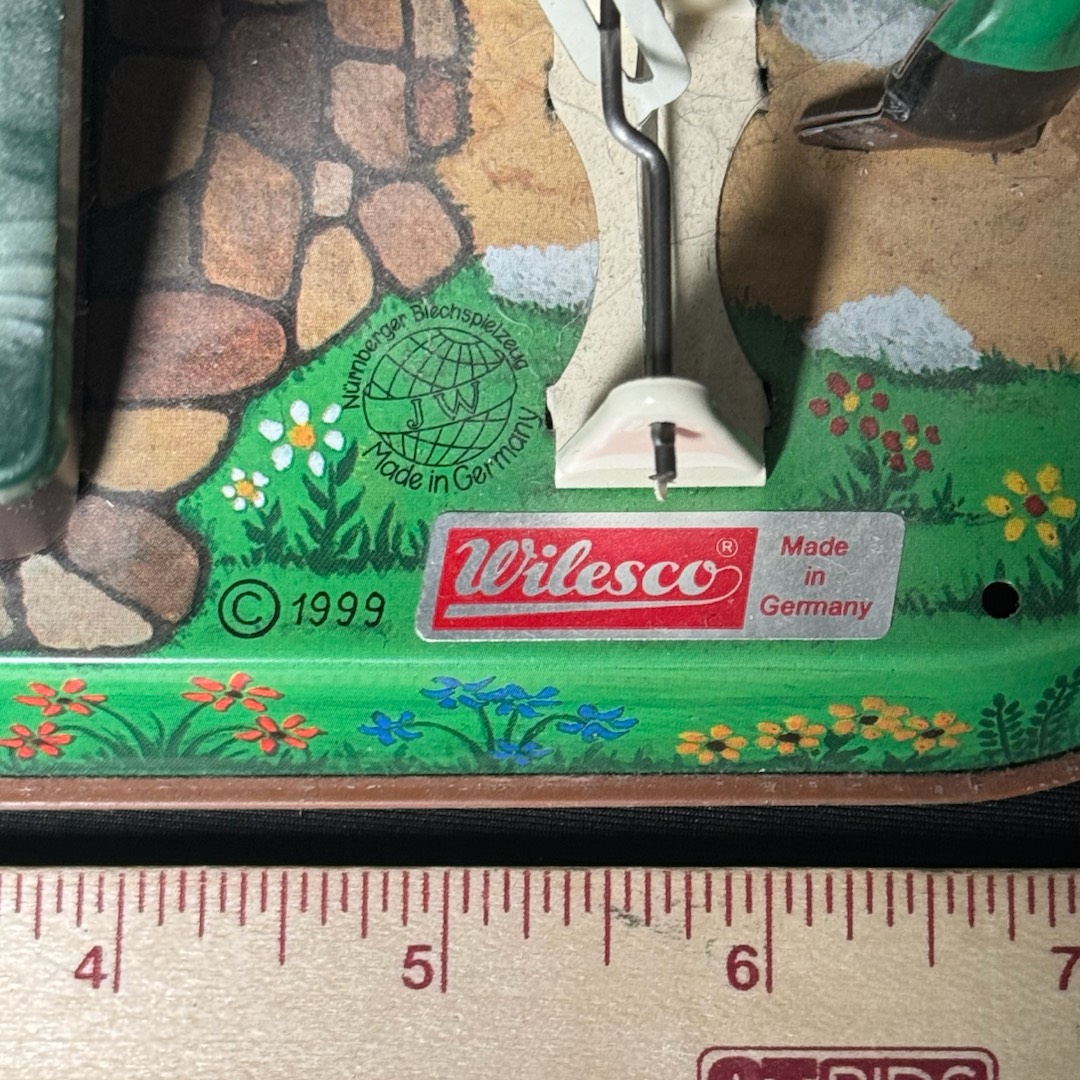 Nürnberger Blechspielzeug
JW
Made in Germany
Wilesco®
Made
in
Germany
© 1999
4 5 6 7